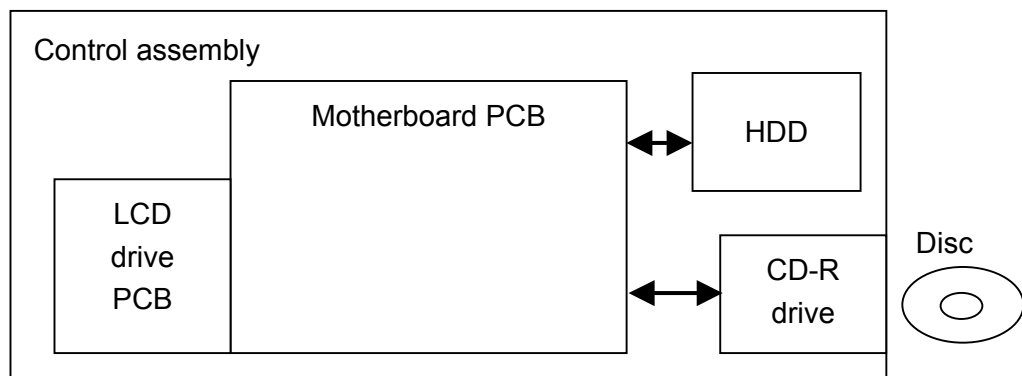 Control assembly
Motherboard PCB
HDD
LCD
drive
PCB
Disc
CD-R
drive